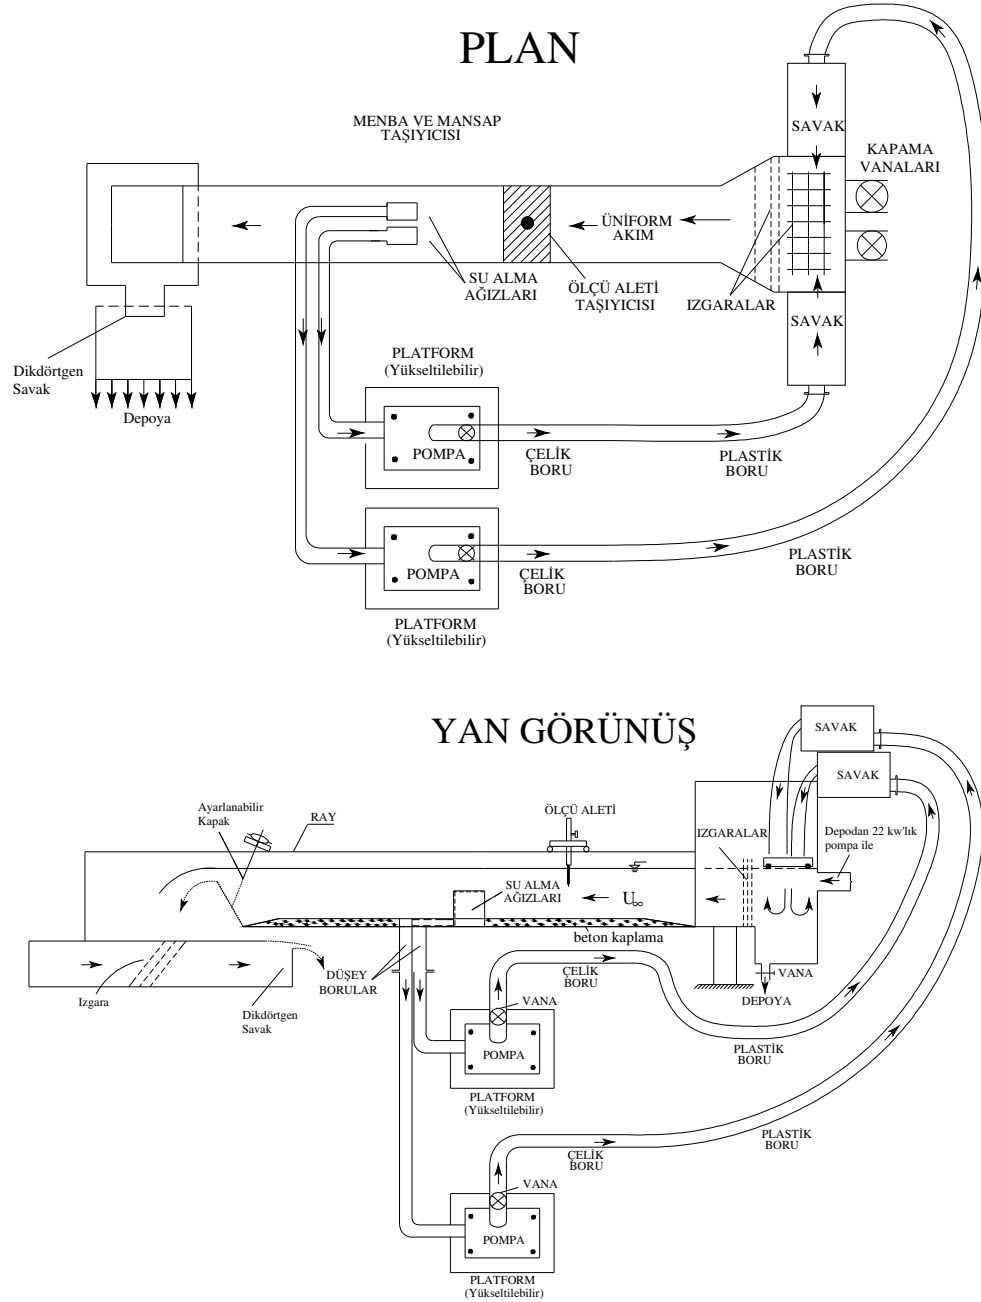 PLAN
MENBA VE MANSAP
TAŞIYICISI
SAVAK
KAPAMA
VANALARI
ÜNİFORM
AKIM
SU ALMA
AĞIZLARI
ÖLÇÜ ALETİ
TAŞIYICISI
IZGARALAR
SAVAK
Dikdörtgen
Savak
Depoya
PLATFORM
(Yükseltilebilir)
POMPA
ÇELİK
BORU
PLASTİK
BORU
POMPA
ÇELİK
BORU
PLASTİK
BORU
PLATFORM
(Yükseltilebilir)
YAN GÖRÜNÜŞ
SAVAK
SAVAK
Ayarlanabilir
Kapak
RAY
ÖLÇÜ ALETİ
IZGARALAR
Depodan 22 kw'lık
pompa ile
SU ALMA
AĞIZLARI
U∞
beton kaplama
DÜŞEY
BORULAR
ÇELİK
BORU
VANA
DEPOYA
Izgara
Dikdörtgen
Savak
VANA
POMPA
PLASTİK
BORU
PLATFORM
(Yükseltilebilir)
PLASTİK
BORU
ÇELİK
BORU
VANA
POMPA
PLATFORM
(Yükseltilebilir)